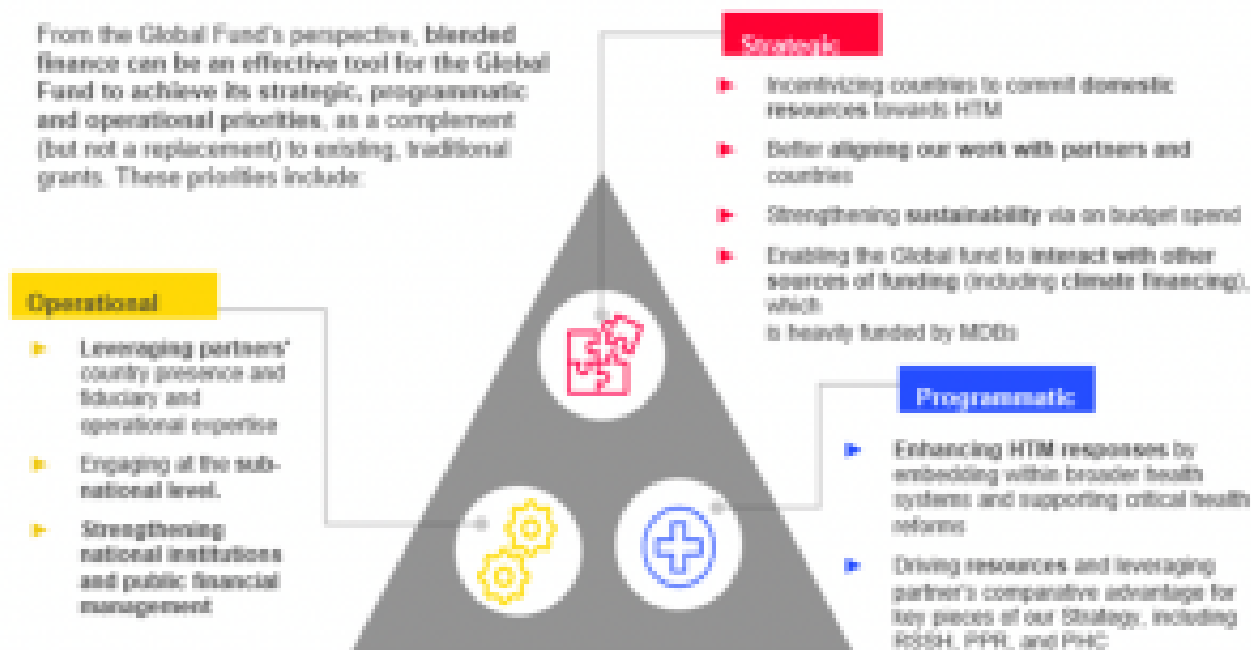 From the Global Fund's perspective, blended
finance can be an effective tool for the Global
Fund to achieve its strategic, programmatic
and operational priorities, as a complement
(but not a replacement) to existing, traditional
grants. These priorities include:
Strategic
Incentivizing countries to commit domestic
resources towards HTM
Better aligning our work with partners and
countries
Strengthening sustainability via on budget spend
Enabling the Global fund to interact with other
sources of funding (including climate financing),
which
is heavily funded by MDBs
Operational
Leveraging partners'
country presence and
fiduciary and
operational expertise
Engaging at the sub-
national level.
Strengthening
national institutions
and public financial
management
Programmatic
Enhancing HTM responses by
embedding within broader health
systems and supporting critical health
reforms
Driving resources and leveraging
partner's comparative advantage for
key pieces of our Strategy, including
RSSH, PPR, and PHC